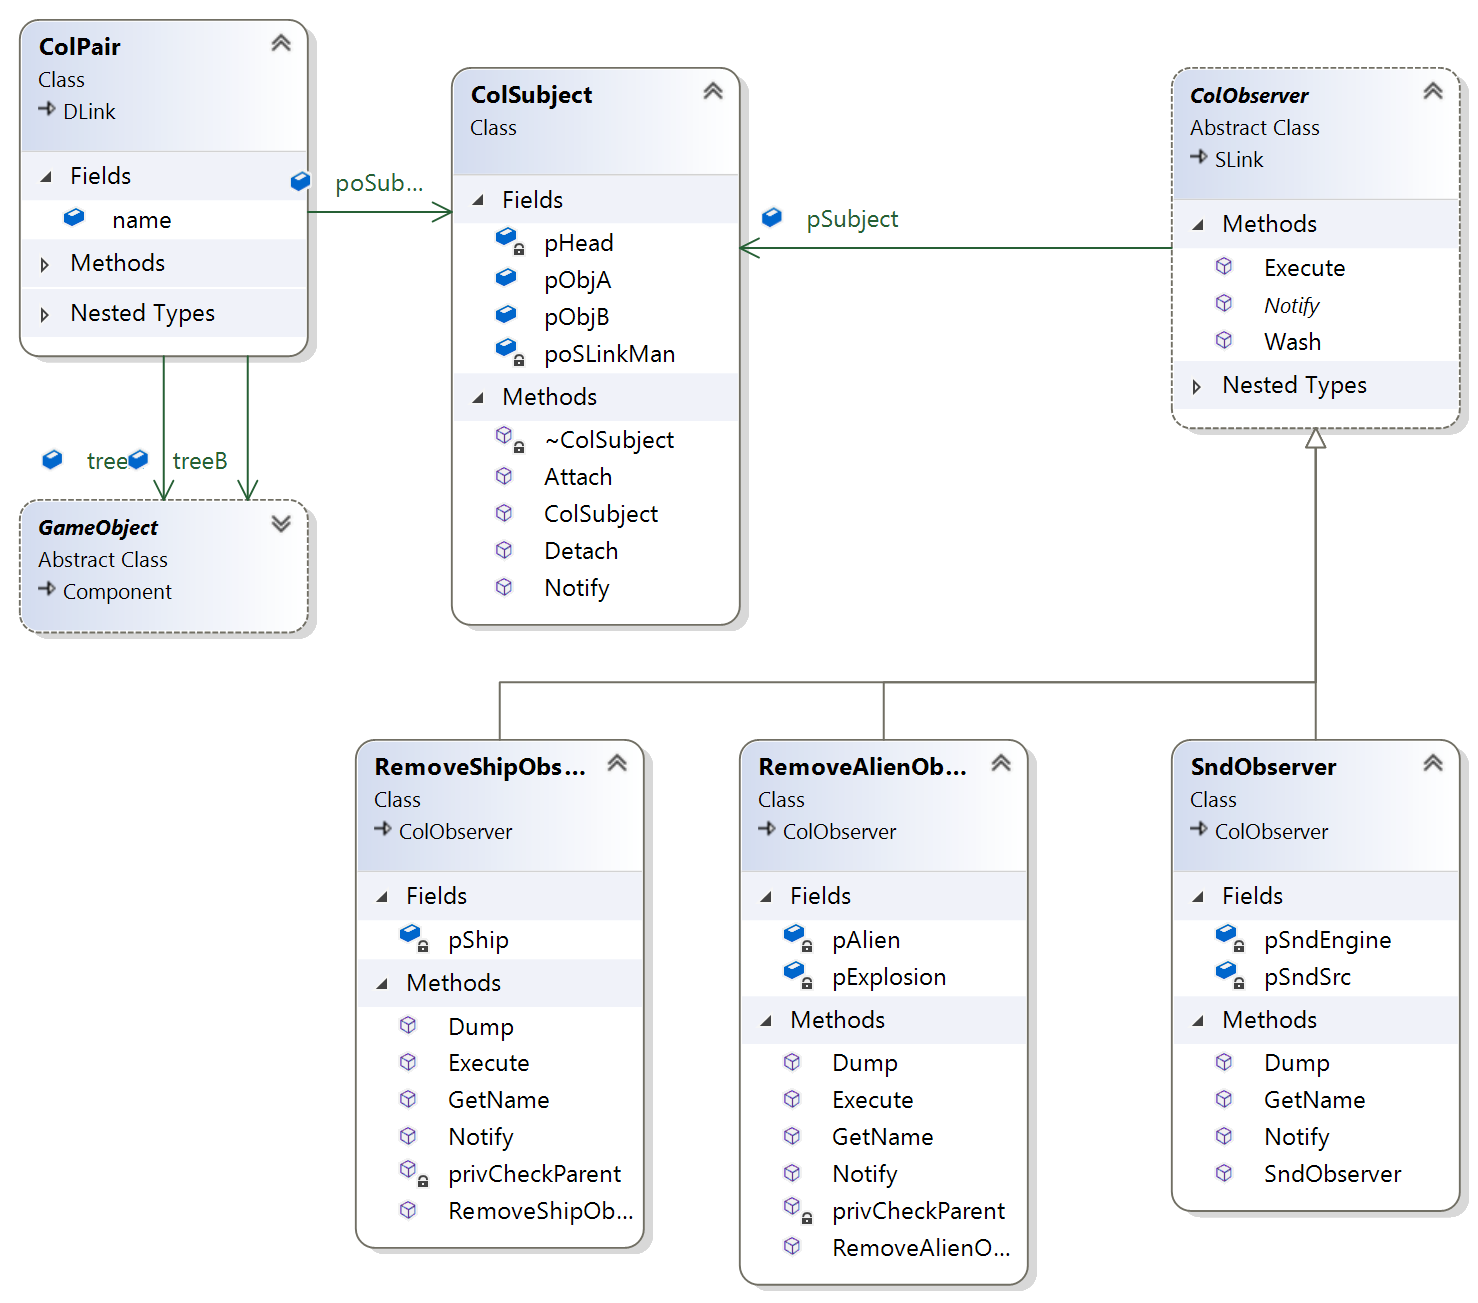 ColPair
Class
DLink
Fields
name
Methods
Nested Types
poSub...
ColSubject
Class
Fields
pHead
pObjA
pObjB
poSLinkMan
Methods
~ColSubject
Attach
ColSubject
Detach
Notify
pSubject
ColObserver
Abstract Class
SLink
Methods
Execute
Notify
Wash
Nested Types
tree
treeB
GameObject
Abstract Class
Component
RemoveShipObs...
Class
ColObserver
Fields
pShip
Methods
Dump
Execute
GetName
Notify
privCheckParent
RemoveShipOb...
RemoveAlienOb...
Class
ColObserver
Fields
pAlien
pExplosion
Methods
Dump
Execute
GetName
Notify
privCheckParent
RemoveAlienO...
SndObserver
Class
ColObserver
Fields
pSndEngine
pSndSrc
Methods
Dump
GetName
Notify
SndObserver